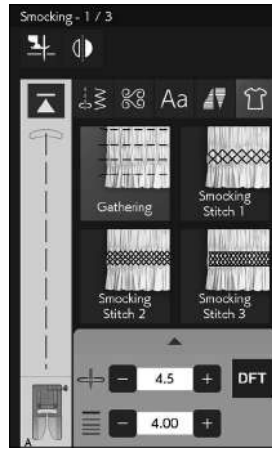 Smocking - 1 / 3
Aa
Gathering
Smocking
Stitch 1
Smocking
Stitch 2
Smocking
Stitch 3
4.5
DFT
4.00
A